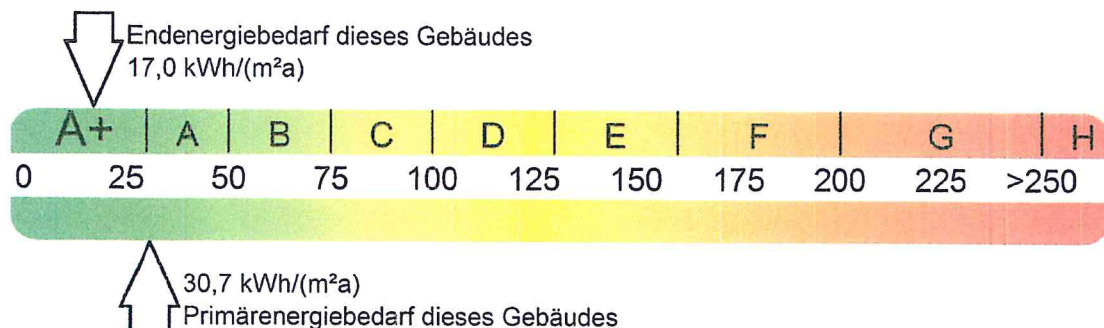 Endenergiebedarf dieses Gebäudes
17,0 kWh/(m²a)
A+ A B C D E F G H
0 25 50 75 100 125 150 175 200 225 >250
30,7 kWh/(m²a)
Primärenergiebedarf dieses Gebäudes